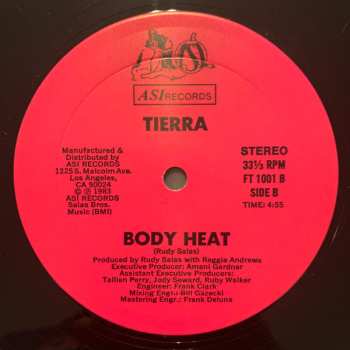 ASI RECORDS
TIERRA
Manufactured &
Distributed by
ASI RECORDS
1225 S. Malcolm Ave.
Los Angeles,
CA 90024
© ℗ 1983
ASI RECORDS
Salas Bros.
Music (BMI)
STEREO
33⅓ RPM
FT 1001 B
SIDE B
TIME: 4:55
BODY HEAT
(Rudy Salas)
Produced by Rudy Salas with Reggie Andrews
Executive Producer: Amani Gardner
Assistant Executive Producers:
Tallien Perry, Jody Seward, Ruby Walker
Engineer: Frank Clark
Mixing Engr.: Bill Gazecki
Mastering Engr.: Frank Deluna